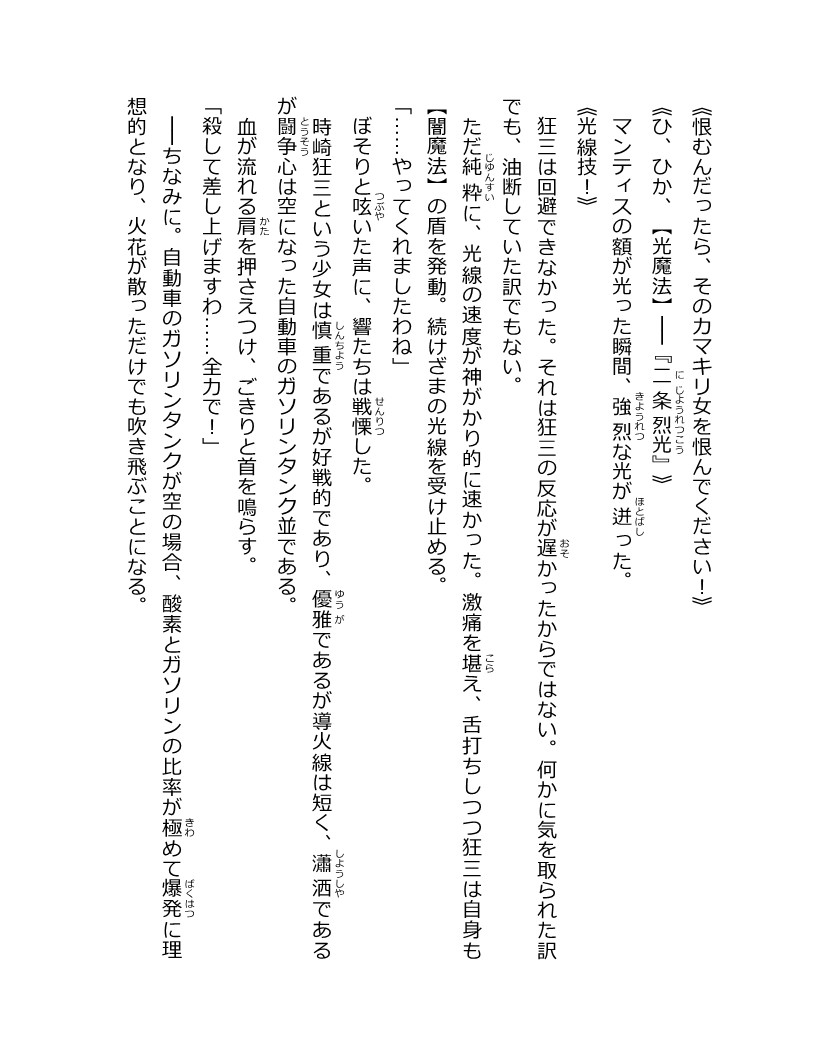 《恨むんだったら、そのカマキリ女を恨んでください！》
《ひ、ひか、【光魔法】――『二条烈光』》
マンティスの額が光った瞬間、強烈な光が迸った。
《光線技！》
狂三は回避できなかった。それは狂三の反応が遅かったからではない。何かに気を取られた訳
でも、油断していた訳でもない。
ただ純粋に、光線の速度が神がかり的に速かった。激痛を堪え、舌打ちしつつ狂三は自身も
【闇魔法】の盾を発動。続けざまの光線を受け止める。
「……やってくれましたわね」
ぼそりと呟いた声に、響たちは戦慄した。
時崎狂三という少女は慎重であるが好戦的であり、優雅であるが導火線は短く、瀟洒である
が闘争心は空になった自動車のガソリンタンク並である。
血が流れる肩を押さえつけ、ごきりと首を鳴らす。
「殺して差し上げますわ……全力で！」
――ちなみに。自動車のガソリンタンクが空の場合、酸素とガソリンの比率が極めて爆発に理
想的となり、火花が散っただけでも吹き飛ぶことになる。